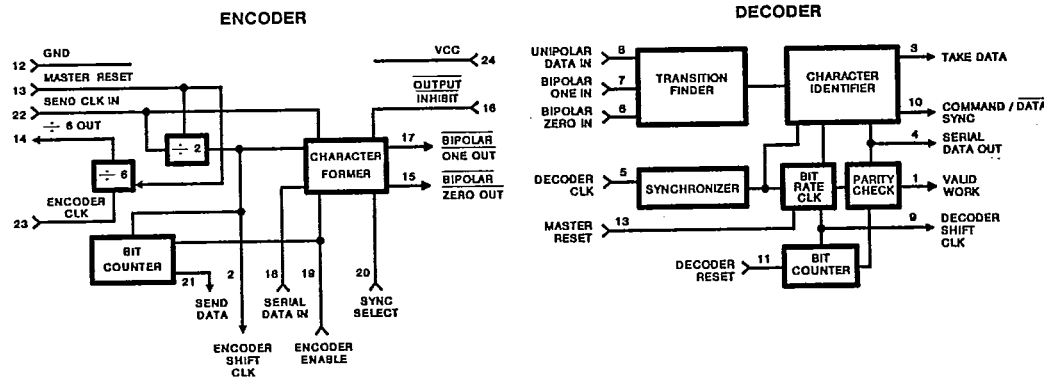 ENCODER
DECODER
12
GND
MASTER RESET
13
SEND CLK IN
22
÷ 6 OUT
14
÷ 2
÷ 6
ENCODER
CLK
23
BIT
COUNTER
21
SEND
DATA
2
ENCODER
SHIFT
CLK
18
SERIAL
DATA IN
19
ENCODER
ENABLE
20
SYNC
SELECT
CHARACTER
FORMER
VCC
24
OUTPUT
INHIBIT
16
17
BIPOLAR
ONE OUT
15
BIPOLAR
ZERO OUT
UNIPOLAR
DATA IN
8
BIPOLAR
ONE IN
7
BIPOLAR
ZERO IN
6
TRANSITION
FINDER
CHARACTER
IDENTIFIER
3
TAKE DATA
10
COMMAND / DATA
SYNC
4
SERIAL
DATA OUT
DECODER
CLK
5
SYNCHRONIZER
BIT
RATE
CLK
PARITY
CHECK
1
VALID
WORK
MASTER
RESET
13
9
DECODER
SHIFT
CLK
DECODER
RESET
11
BIT
COUNTER